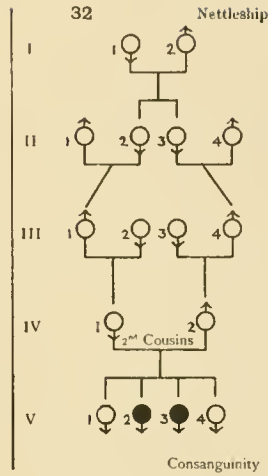 32 Nettleship
I 1 2
II 1 2 3 4
III 1 2 3 4
IV 1 2
2nd Cousins
V 1 2 3 4
Consanguinity